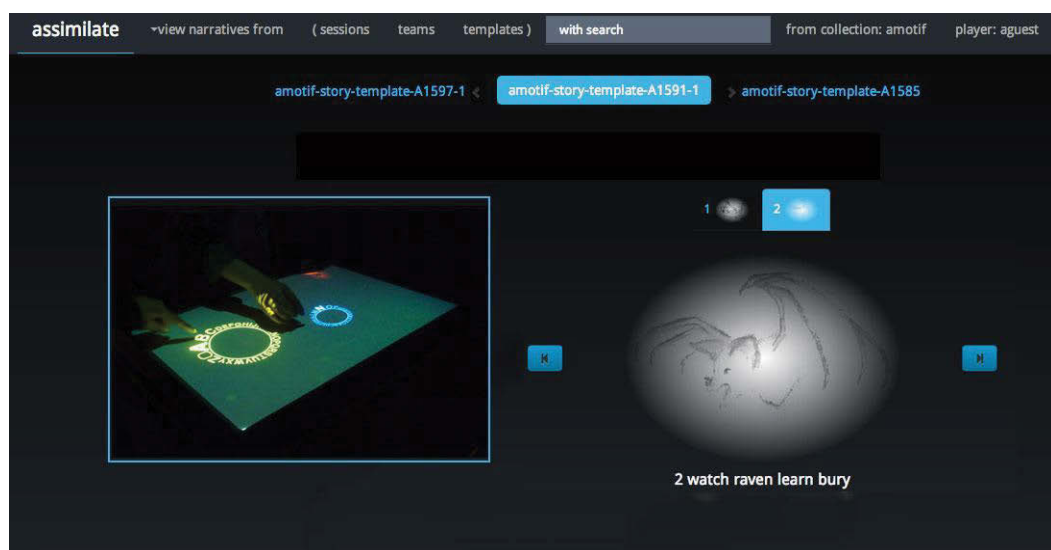 assimilate view narratives from ( sessions teams templates ) with search from collection: amotif player: aguest
amotif-story-template-A1597-1 < amotif-story-template-A1591-1 > amotif-story-template-A1585
1 2
2 watch raven learn bury